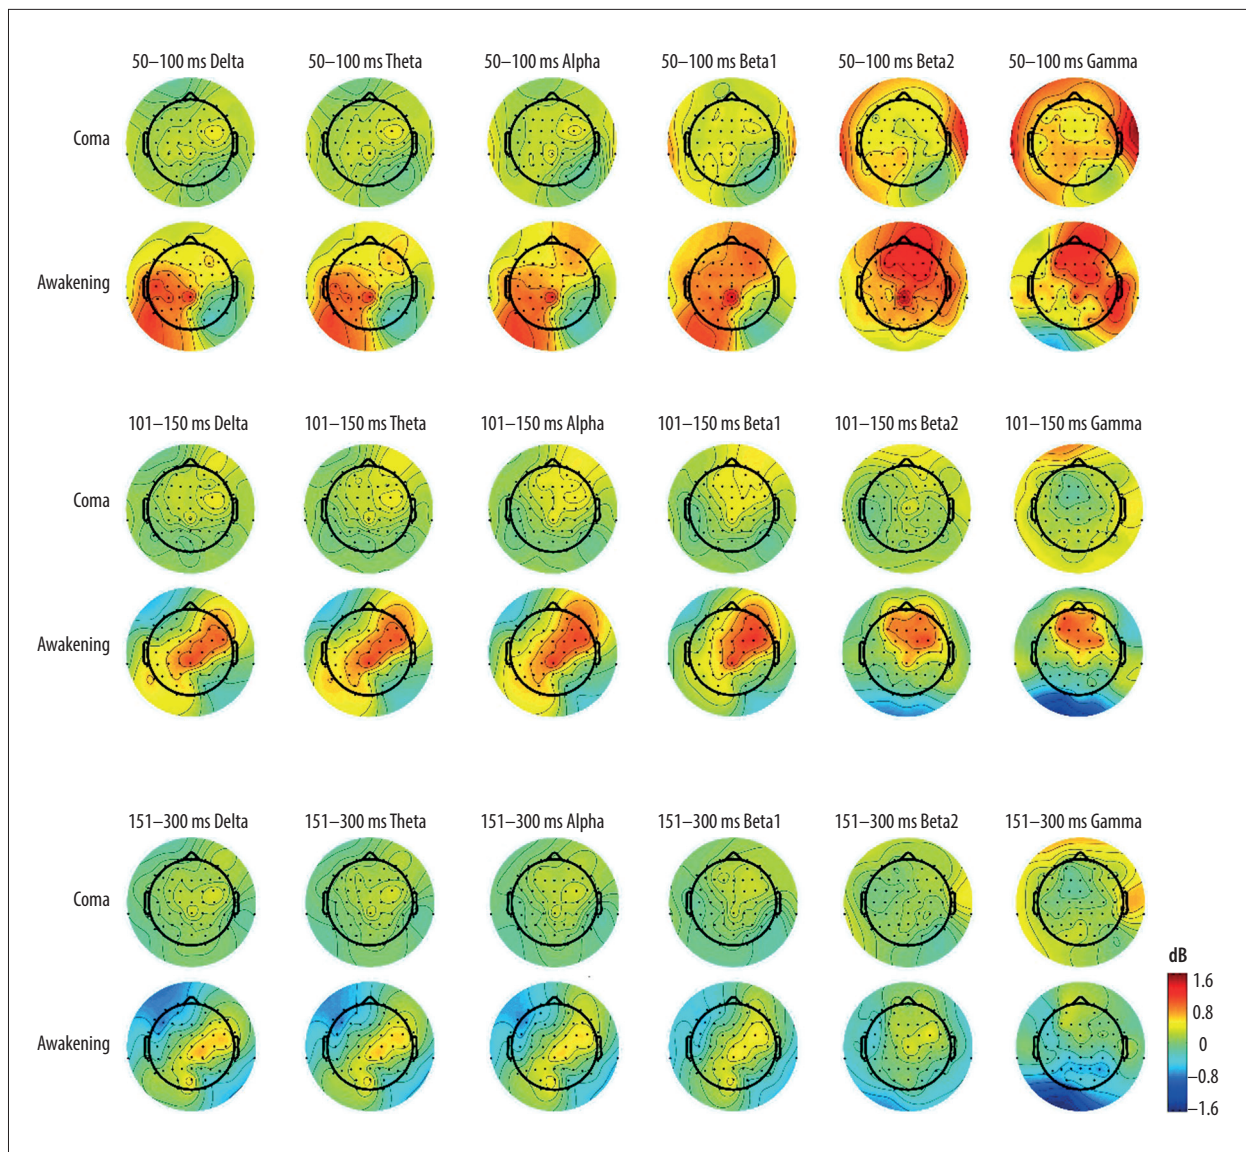 50–100 ms Delta 50–100 ms Theta 50–100 ms Alpha 50–100 ms Beta1 50–100 ms Beta2 50–100 ms Gamma
Coma
Awakening
101–150 ms Delta 101–150 ms Theta 101–150 ms Alpha 101–150 ms Beta1 101–150 ms Beta2 101–150 ms Gamma
Coma
Awakening
151–300 ms Delta 151–300 ms Theta 151–300 ms Alpha 151–300 ms Beta1 151–300 ms Beta2 151–300 ms Gamma
Coma
Awakening
dB
1.6
0.8
0
–0.8
–1.6